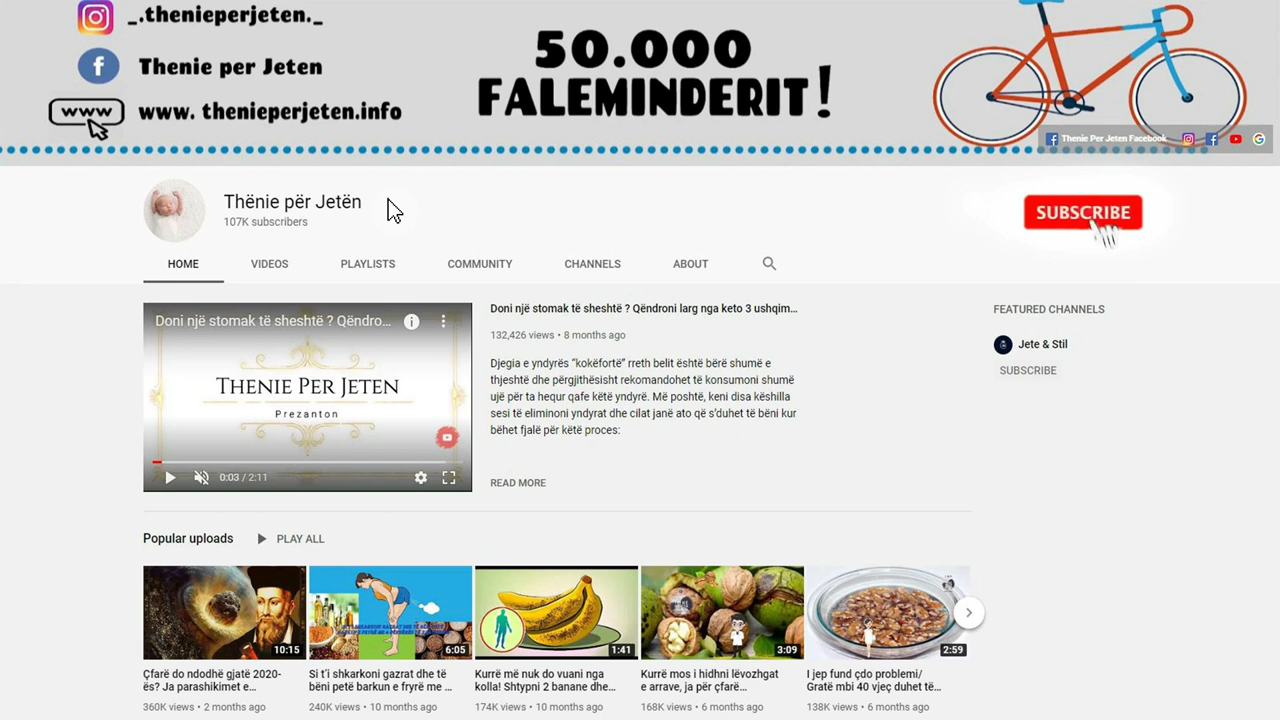 _.thenieperjeten._
50.000
Thenie per Jeten
FALEMINDERIT!
www
www. thenieperjeten.info
Thenie Per Jeten Facebook
Thënie për Jetën
107K subscribers
SUBSCRIBE
HOME
VIDEOS
PLAYLISTS
COMMUNITY
CHANNELS
ABOUT
Doni një stomak të sheshtë ? Qëndro...
THENIE PER JETEN
Prezanton
0:03 / 2:11
Doni një stomak të sheshtë ? Qëndroni larg nga keto 3 ushqim...
132,426 views • 8 months ago
Djegia e yndyrës “kokëfortë” rreth belit është bërë shumë e
thjeshtë dhe përgjithësisht rekomandohet të konsumoni shumë
ujë për ta hequr qafe këtë yndyrë. Më poshtë, keni disa këshilla
sesi të eliminoni yndyrat dhe cilat janë ato që s’duhet të bëni kur
bëhet fjalë për këtë proces:
READ MORE
FEATURED CHANNELS
Jete & Stil
SUBSCRIBE
Popular uploads
PLAY ALL
10:15
6:05
1:41
3:09
2:59
Çfarë do ndodhë gjatë 2020-
ës? Ja parashikimet e...
360K views • 2 months ago
Si t’i shkarkoni gazrat dhe të
bëni petë barkun e fryrë me ...
240K views • 10 months ago
Kurrë më nuk do vuani nga
kolla! Shtypni 2 banane dhe...
174K views • 10 months ago
Kurrë mos i hidhni lëvozhgat
e arrave, ja për çfarë...
168K views • 6 months ago
I jep fund çdo problemi/
Gratë mbi 40 vjeç duhet të...
138K views • 6 months ago